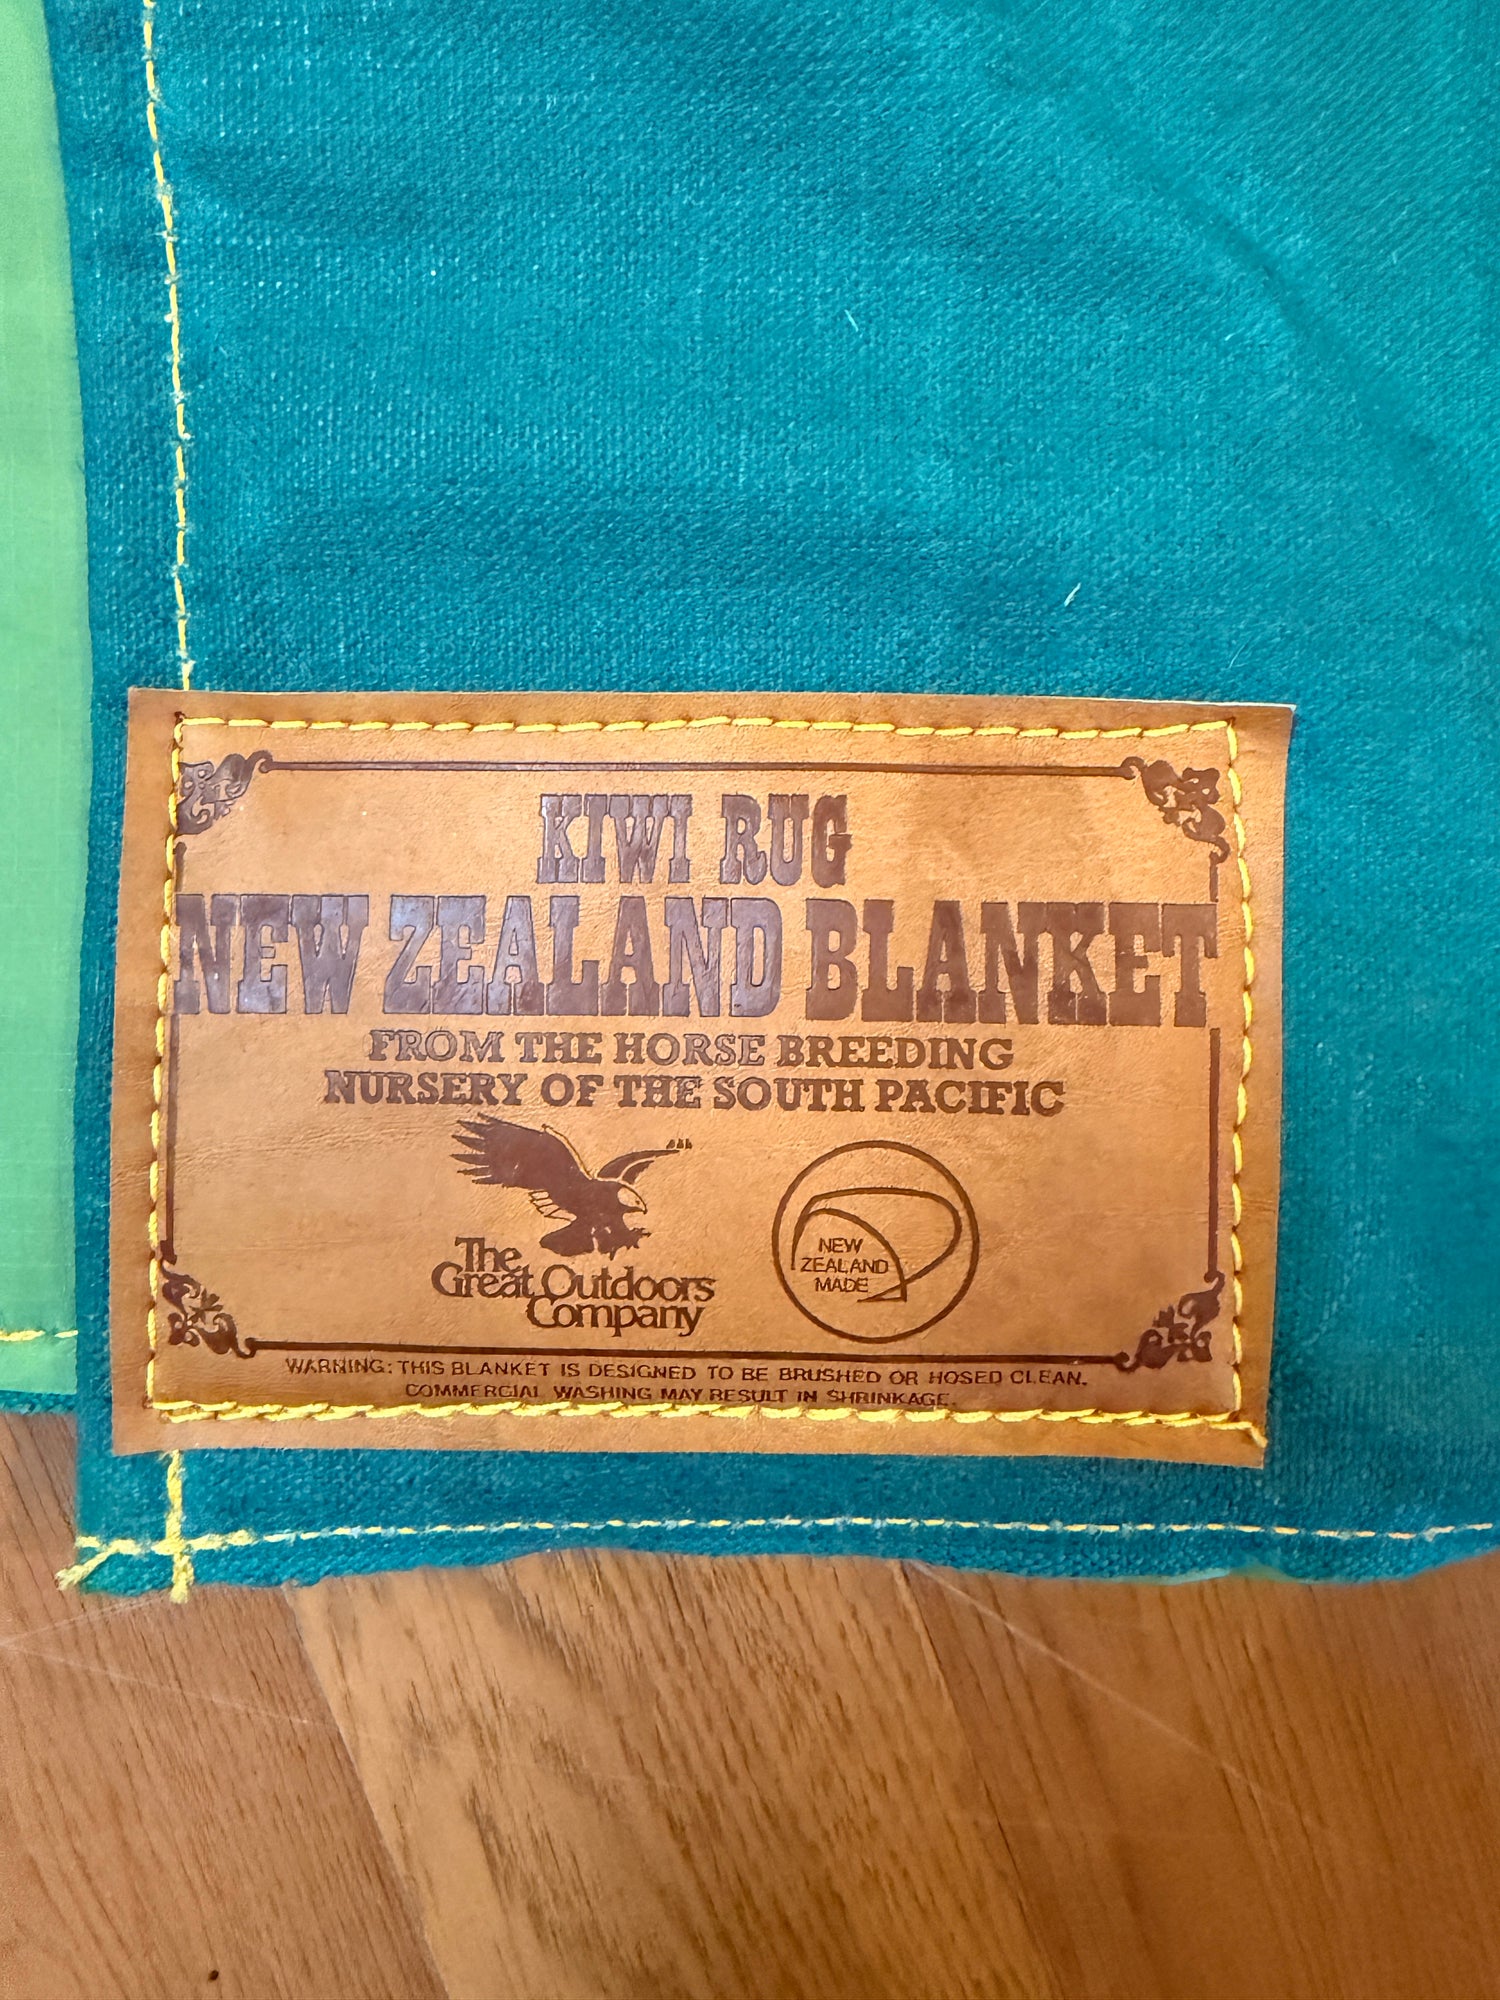 KIWI RUG
NEW ZEALAND BLANKET
FROM THE HORSE BREEDING
NURSERY OF THE SOUTH PACIFIC
The
Great Outdoors
Company
NEW
ZEALAND
MADE
WARNING: THIS BLANKET IS DESIGNED TO BE BRUSHED OR HOSED CLEAN.
COMMERCIAL WASHING MAY RESULT IN SHRINKAGE.